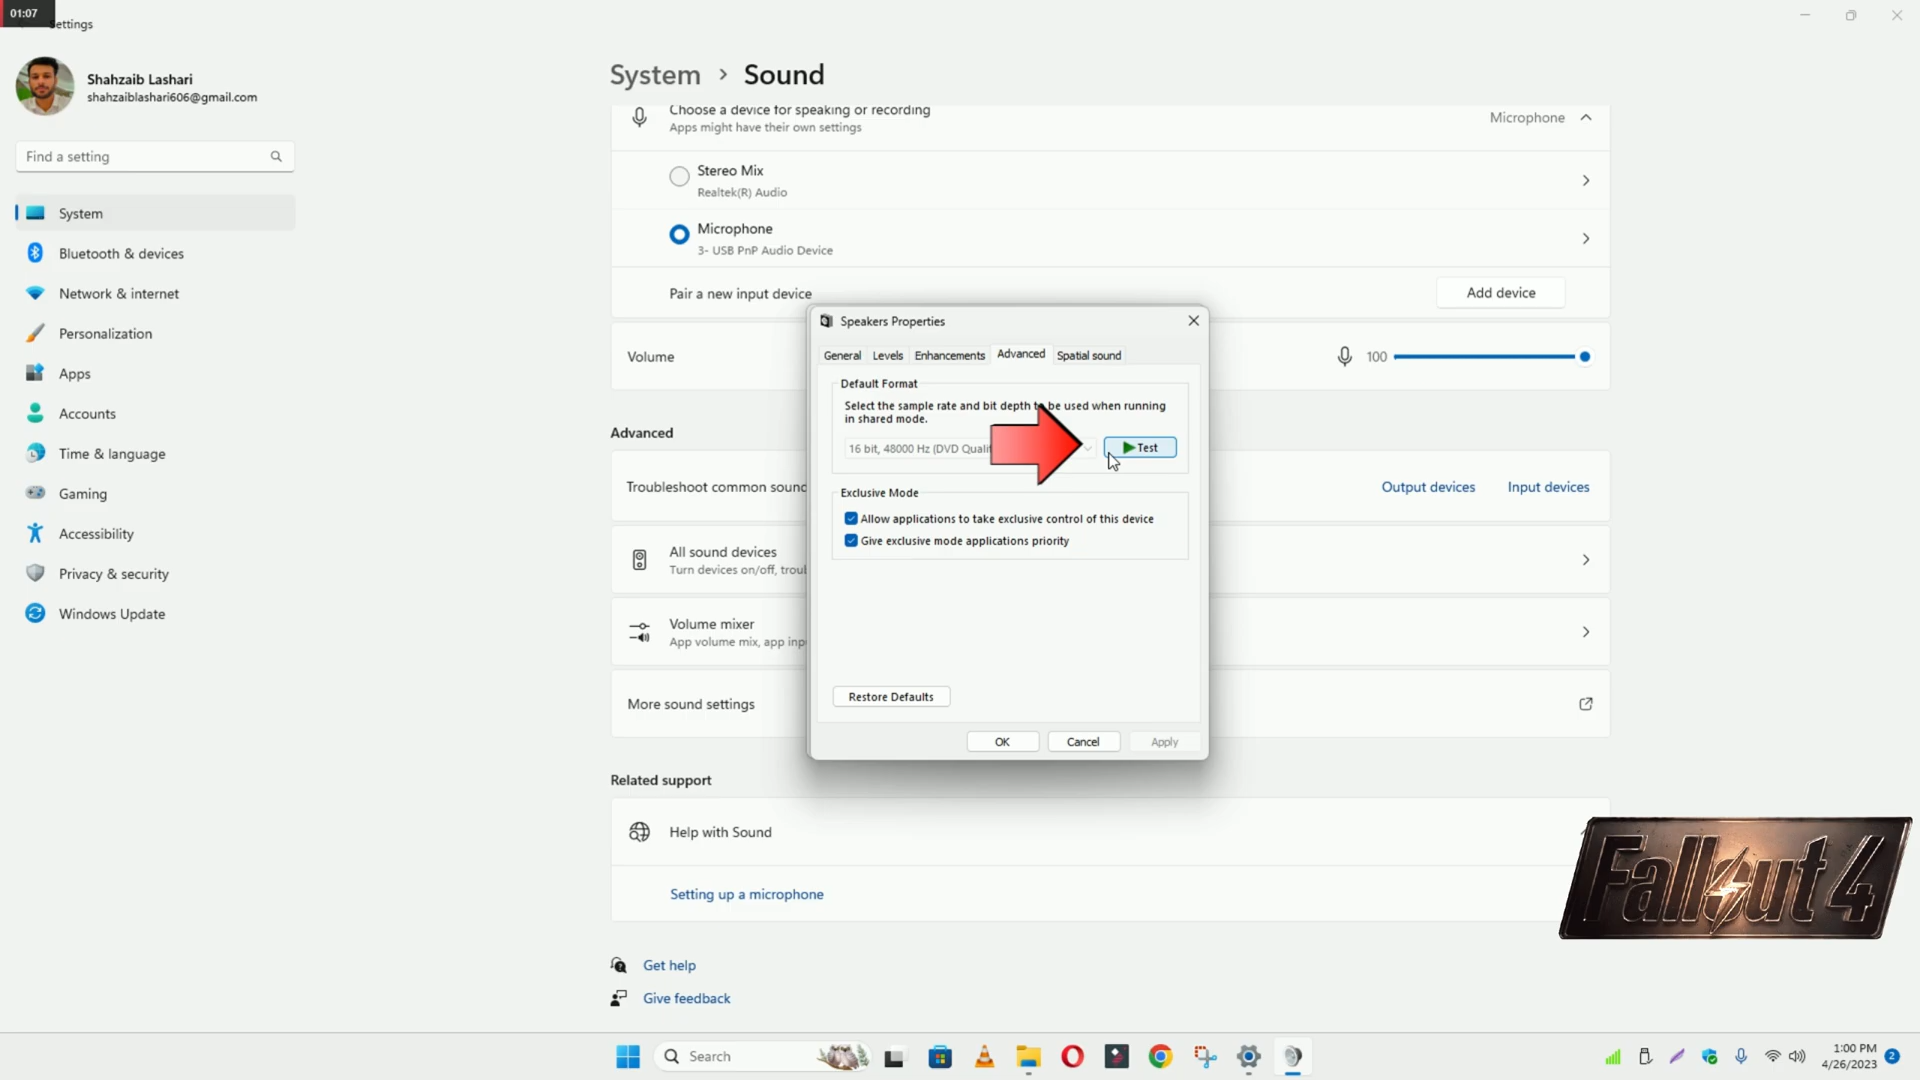 01:07
ettings
Shahzaib Lashari
shahzaiblashari606@gmail.com
Find a setting
System
Bluetooth & devices
Network & internet
Personalization
Apps
Accounts
Time & language
Gaming
Accessibility
Privacy & security
Windows Update
System > Sound
Choose a device for speaking or recording
Apps might have their own settings
Microphone
Stereo Mix
Realtek(R) Audio
Microphone
3- USB PnP Audio Device
Pair a new input device
Add device
Volume
100
Advanced
Troubleshoot common sound
Output devices
Input devices
All sound devices
Turn devices on/off, trou
Volume mixer
App volume mix, app inp
More sound settings
Related support
Help with Sound
Setting up a microphone
Get help
Give feedback
Speakers Properties
General
Levels
Enhancements
Advanced
Spatial sound
Default Format
Select the sample rate and bit depth to be used when running
in shared mode.
16 bit, 48000 Hz (DVD Qualit
Test
Exclusive Mode
Allow applications to take exclusive control of this device
Give exclusive mode applications priority
Restore Defaults
OK
Cancel
Apply
Fallout 4
Search
1:00 PM
4/26/2023
2